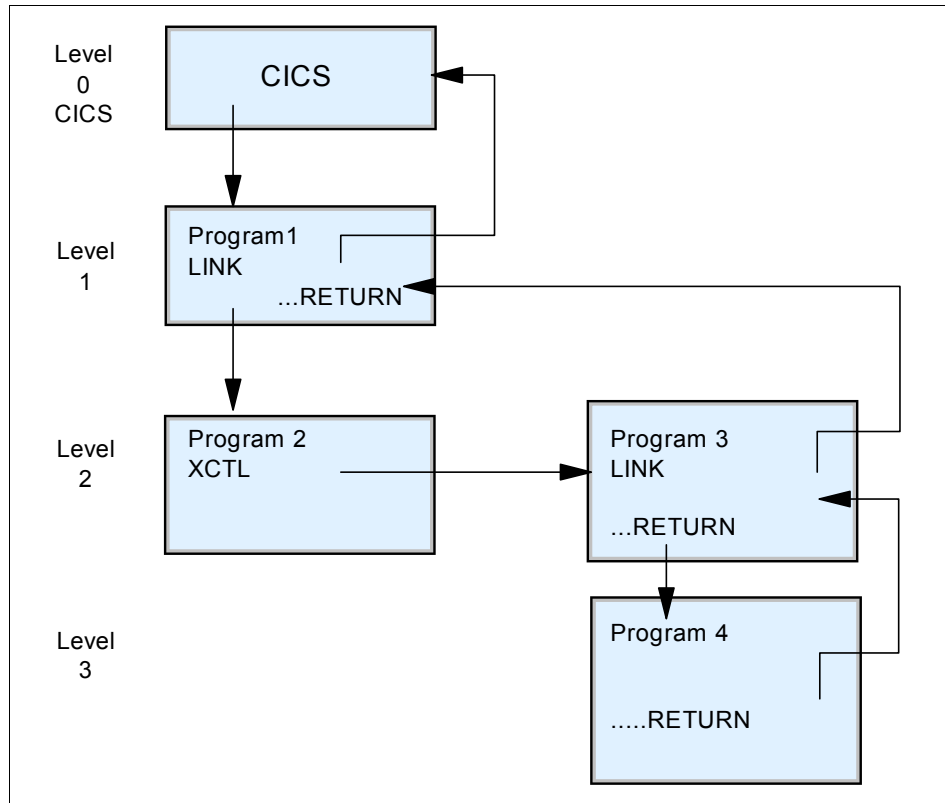 Level
0
CICS
CICS
Level
1
Program1
LINK
...RETURN
Level
2
Program 2
XCTL
Program 3
LINK
...RETURN
Level
3
Program 4
.....RETURN